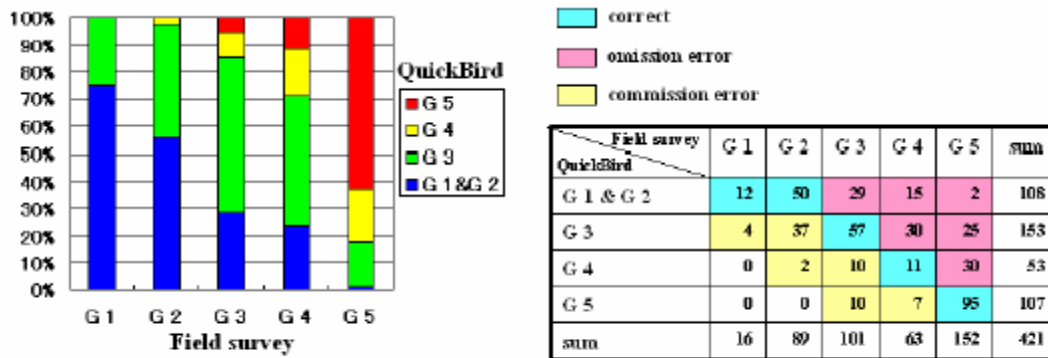 100%
90%
80%
70%
60%
50%
40%
30%
20%
10%
0%
G 1 G 2 G 3 G 4 G 5
Field survey
QuickBird
G 5
G 4
G 3
G 1&G 2
correct
omission error
commission error
Field survey G 1 G 2 G 3 G 4 G 5 sum
QuickBird
G 1 & G 2 12 50 29 15 2 108
G 3 4 37 57 30 25 153
G 4 0 2 10 11 30 53
G 5 0 0 10 7 95 107
sum 16 89 101 63 152 421